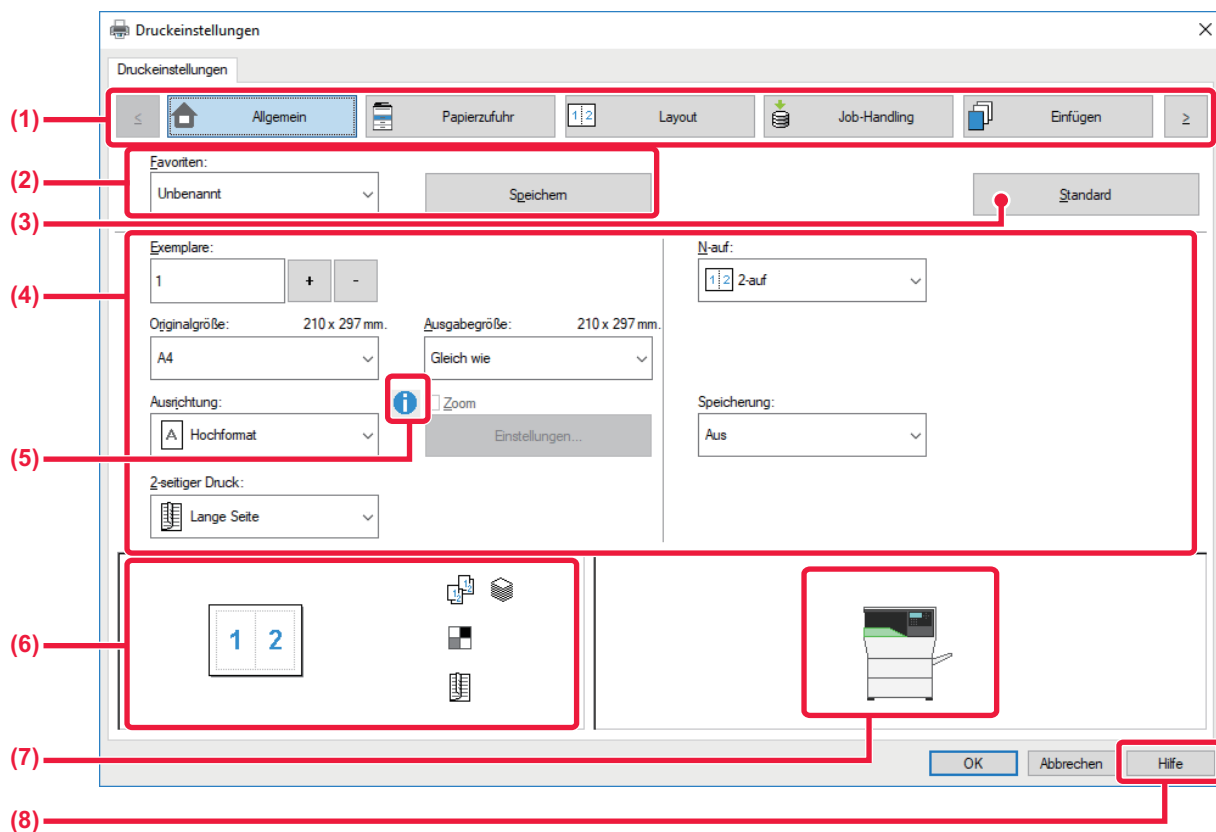 Druckeinstellungen
Druckeinstellungen
(1) < Allgemein Papierzufuhr 1 2 Layout Job-Handling Einfügen >
Favoriten:
(2) Unbenannt Speichern Standard
(3)
Exemplare: N-auf:
(4) 1 + - 1 2 2-auf
Originalgröße: 210 x 297 mm. Ausgabegröße: 210 x 297 mm.
A4 Gleich wie
Ausrichtung: Zoom Speicherung:
A Hochformat Einstellungen... Aus
(5)
2-seitiger Druck:
Lange Seite
(6) 1 2
(7) OK Abbrechen Hilfe
(8)